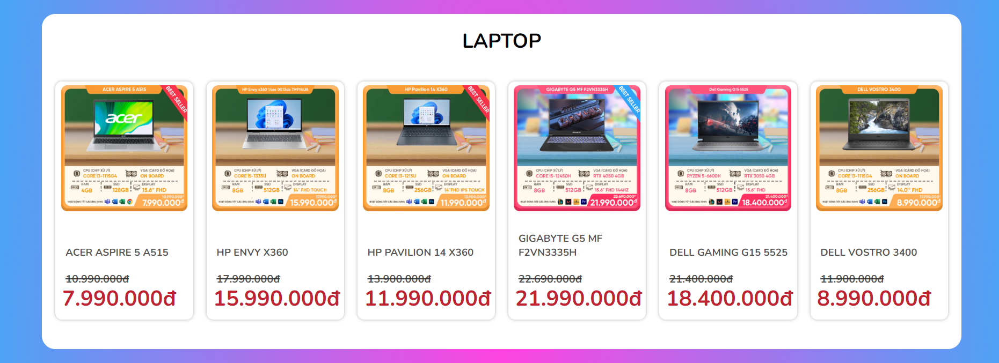 LAPTOP
ACER ASPIRE 5 A515
BEST SELLER
acer
CPU (CHIP XỬ LÝ)
CORE I3-1115G4
VGA (CARD ĐỒ HỌA)
ON BOARD
RAM
4GB
SSD
128GB
DISPLAY
15.6" FHD
HOẠT ĐỘNG TỐT CÁC ỨNG DỤNG
10.990.000đ
7.990.000đ
ACER ASPIRE 5 A515
10.990.000đ
7.990.000đ
HP Envy x360 14es 0013dx 7H9Y4UA
CPU (CHIP XỬ LÝ)
CORE I5-1335U
VGA (CARD ĐỒ HỌA)
ON BOARD
RAM
8GB
SSD
512GB
DISPLAY
14" FHD TOUCH
HOẠT ĐỘNG TỐT CÁC ỨNG DỤNG
17.990.000đ
15.990.000đ
HP ENVY X360
17.990.000đ
15.990.000đ
HP Pavilion 14 X360
BEST SELLER
CPU (CHIP XỬ LÝ)
CORE I3-1215U
VGA (CARD ĐỒ HỌA)
ON BOARD
RAM
8GB
SSD
256GB
DISPLAY
14"FHD IPS TOUCH
HOẠT ĐỘNG TỐT CÁC ỨNG DỤNG
13.900.000đ
11.990.000đ
HP PAVILION 14 X360
13.900.000đ
11.990.000đ
GIGABYTE G5 MF F2VN333SH
BEST SELLER
GIGABYTE
CPU (CHIP XỬ LÝ)
CORE I5-12450H
VGA (CARD ĐỒ HỌA)
RTX 4050 4GB
RAM
8GB
SSD
512GB
DISPLAY
15.6" FHD 144HZ
HOẠT ĐỘNG TỐT CÁC ỨNG DỤNG
22.690.000đ
21.990.000đ
GIGABYTE G5 MF
F2VN3335H
22.690.000đ
21.990.000đ
Dell Gaming G15 5525
CPU (CHIP XỬ LÝ)
RYZEN 5-6600H
VGA (CARD ĐỒ HỌA)
RTX 3050 4GB
RAM
8GB
SSD
512GB
DISPLAY
15.6" FHD
HOẠT ĐỘNG TỐT CÁC ỨNG DỤNG
21.400.000đ
18.400.000đ
DELL GAMING G15 5525
21.400.000đ
18.400.000đ
DELL VOSTRO 3400
CPU (CHIP XỬ LÝ)
CORE I3-1115G4
VGA (CARD ĐỒ HỌA)
ON BOARD
RAM
8GB
SSD
256GB
DISPLAY
14.0" FHD
HOẠT ĐỘNG TỐT CÁC ỨNG DỤNG
11.990.000đ
8.990.000đ
DELL VOSTRO 3400
11.900.000đ
8.990.000đ